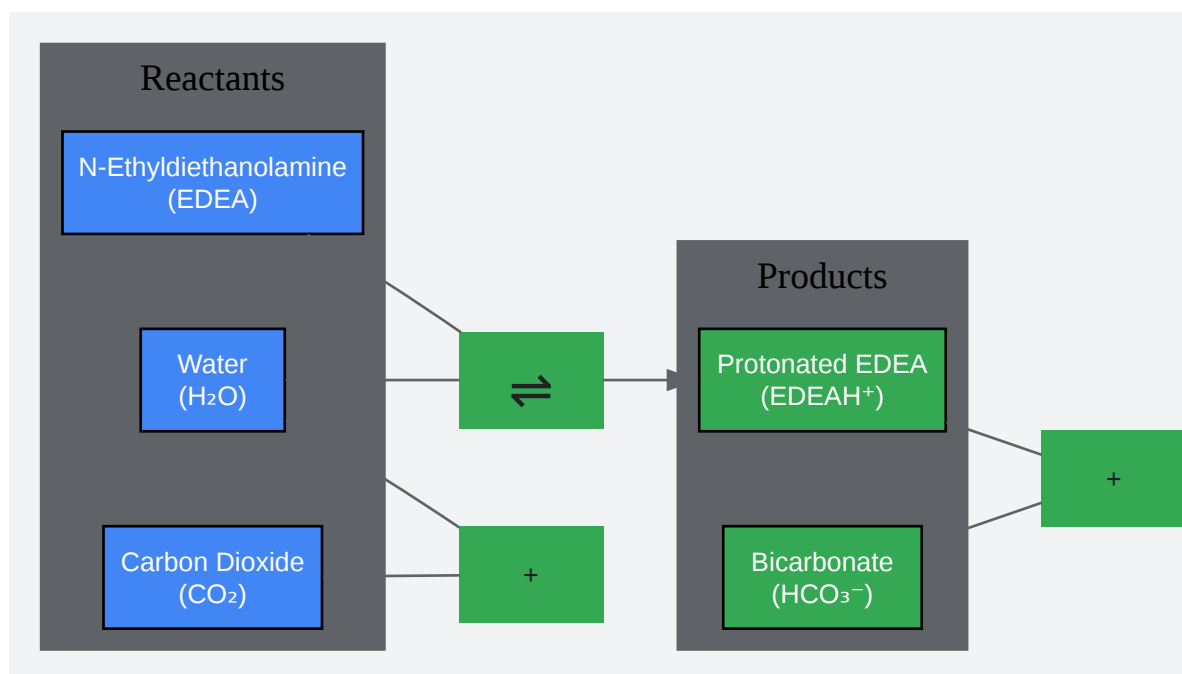 Reactants
N-Ethyldiethanolamine
(EDEA)
Water
(H₂O)
Carbon Dioxide
(CO₂)
⇌
+
Products
Protonated EDEA
(EDEAH⁺)
Bicarbonate
(HCO₃⁻)
+